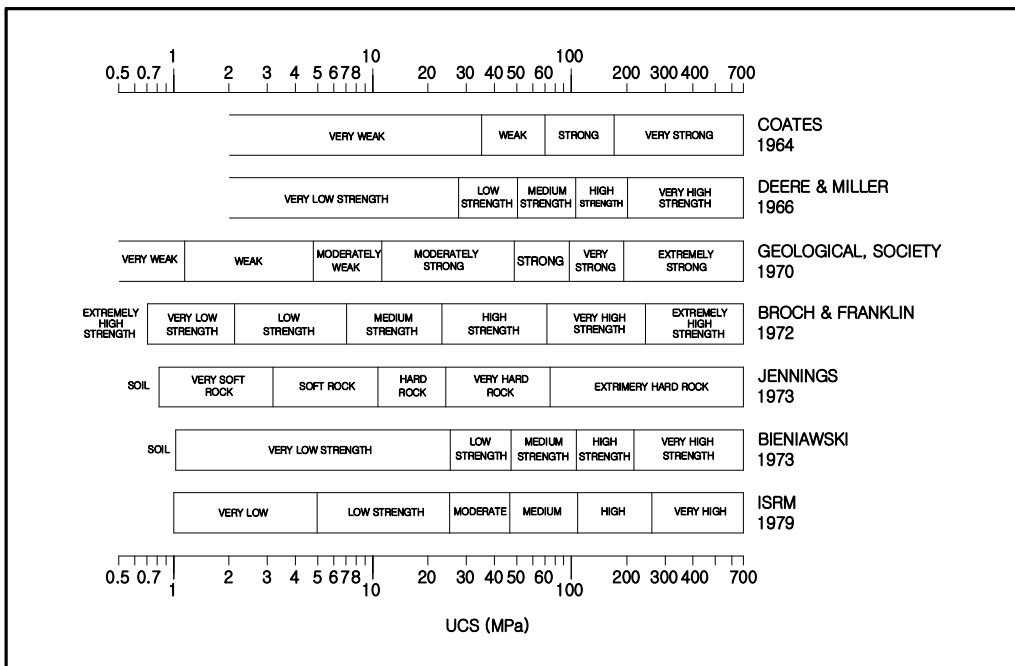 1 10 100
0.5 0.7 2 3 4 5 6 7 8 20 30 40 50 60 200 300 400 700
VERY WEAK WEAK STRONG VERY STRONG
COATES
1964
VERY LOW STRENGTH
LOW
STRENGTH
MEDIUM
STRENGTH
HIGH
STRENGTH
VERY HIGH
STRENGTH
DEERE & MILLER
1966
VERY WEAK WEAK
MODERATELY
WEAK
MODERATELY
STRONG
STRONG
VERY
STRONG
EXTREMELY
STRONG
GEOLOGICAL, SOCIETY
1970
EXTREMELY
HIGH
STRENGTH
VERY LOW
STRENGTH
LOW
STRENGTH
MEDIUM
STRENGTH
HIGH
STRENGTH
VERY HIGH
STRENGTH
EXTREMELY
HIGH
STRENGTH
BROCH & FRANKLIN
1972
SOIL
VERY SOFT
ROCK
SOFT ROCK
HARD
ROCK
VERY HARD
ROCK
EXTRIMERY HARD ROCK
JENNINGS
1973
SOIL
VERY LOW STRENGTH
LOW
STRENGTH
MEDIUM
STRENGTH
HIGH
STRENGTH
VERY HIGH
STRENGTH
BIENIAWSKI
1973
VERY LOW LOW STRENGTH MODERATE MEDIUM HIGH VERY HIGH
ISRM
1979
0.5 0.7 2 3 4 5 6 7 8 20 30 40 50 60 200 300 400 700
1 10 100
UCS (MPa)